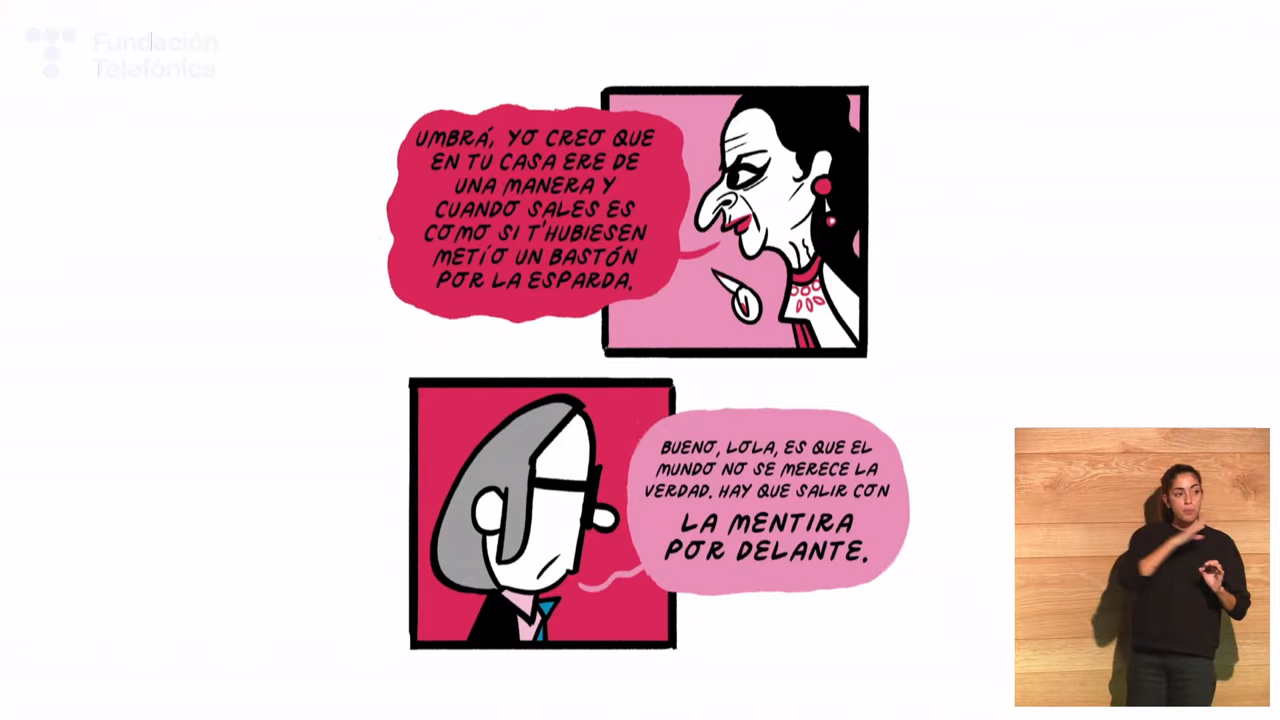 Fundación
Telefónica
UMBRÁ, YO CREO QUE
EN TU CASA ERE DE
UNA MANERA Y
CUANDO SALES ES
COMO SI T'HUBIESEN
METÍO UN BASTÓN
POR LA ESPARDA.
BUENO, LOLA, ES QUE EL
MUNDO NO SE MERECE LA
VERDAD. HAY QUE SALIR CON
LA MENTIRA
POR DELANTE.